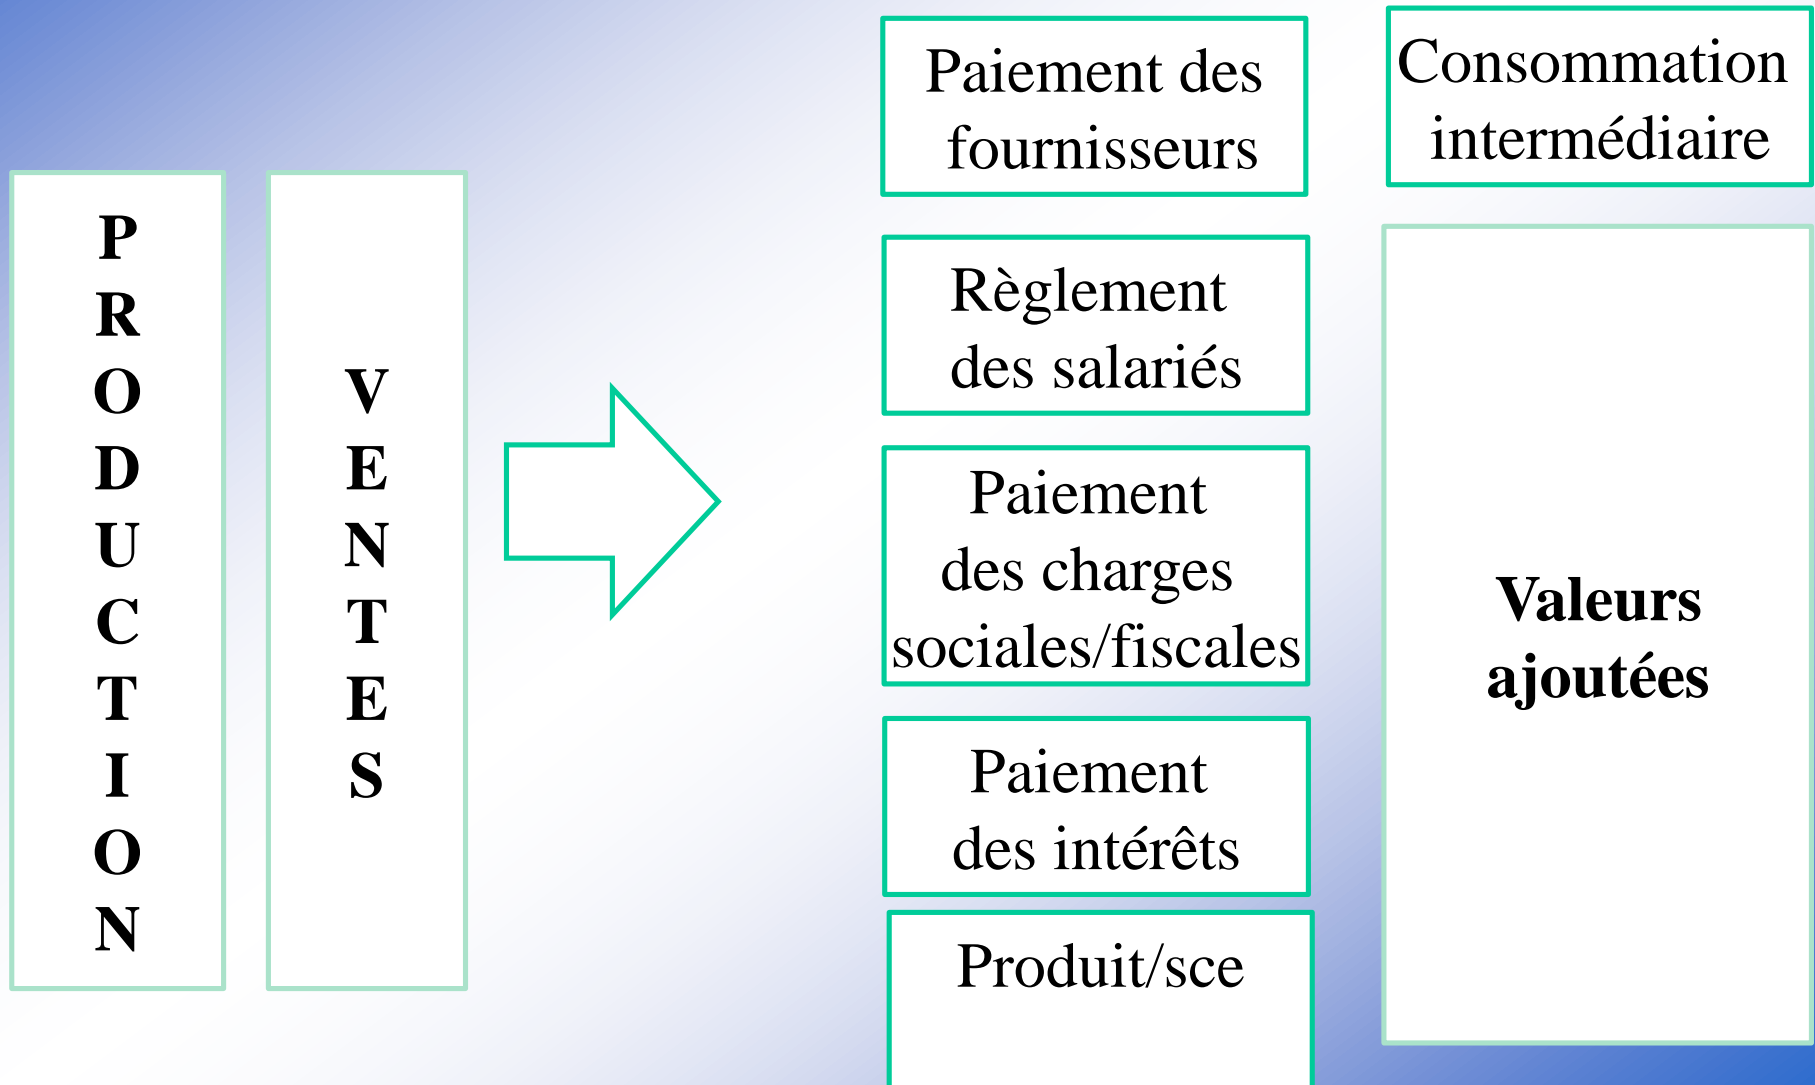 PRODUCTION
VENTES
Paiement des
fournisseurs
Règlement
des salariés
Paiement
des charges
sociales/fiscales
Paiement
des intérêts
Produit/sce
Consommation
intermédiaire
Valeurs
ajoutées